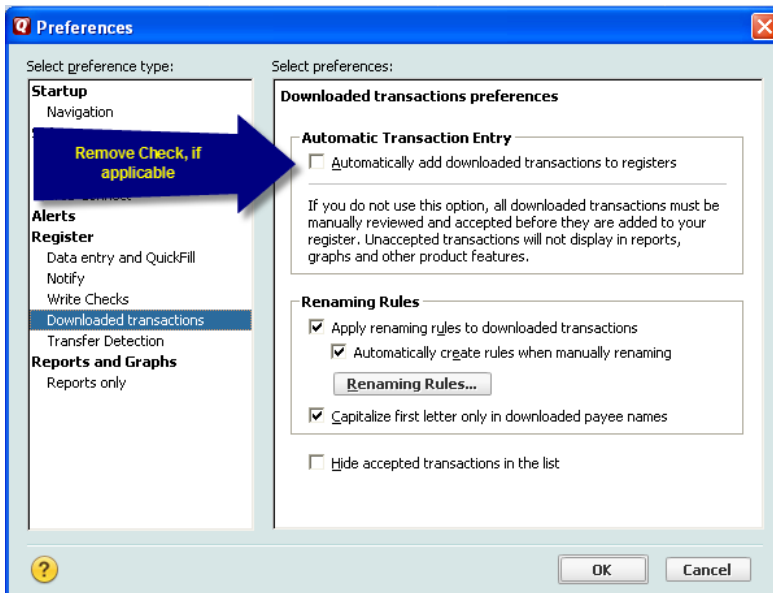 Preferences
Select preference type:
Startup
Navigation
Remove Check, if
applicable
Alerts
Register
Data entry and QuickFill
Notify
Write Checks
Downloaded transactions
Transfer Detection
Reports and Graphs
Reports only
Select preferences:
Downloaded transactions preferences
Automatic Transaction Entry
Automatically add downloaded transactions to registers
If you do not use this option, all downloaded transactions must be
manually reviewed and accepted before they are added to your
register. Unaccepted transactions will not display in reports,
graphs and other product features.
Renaming Rules
Apply renaming rules to downloaded transactions
Automatically create rules when manually renaming
Renaming Rules...
Capitalize first letter only in downloaded payee names
Hide accepted transactions in the list
?
OK
Cancel